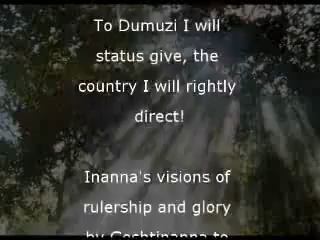 To Dumuzi I will
status give, the
country I will rightly
direct!
Inanna's visions of
rulership and glory
by Geshtinanna to